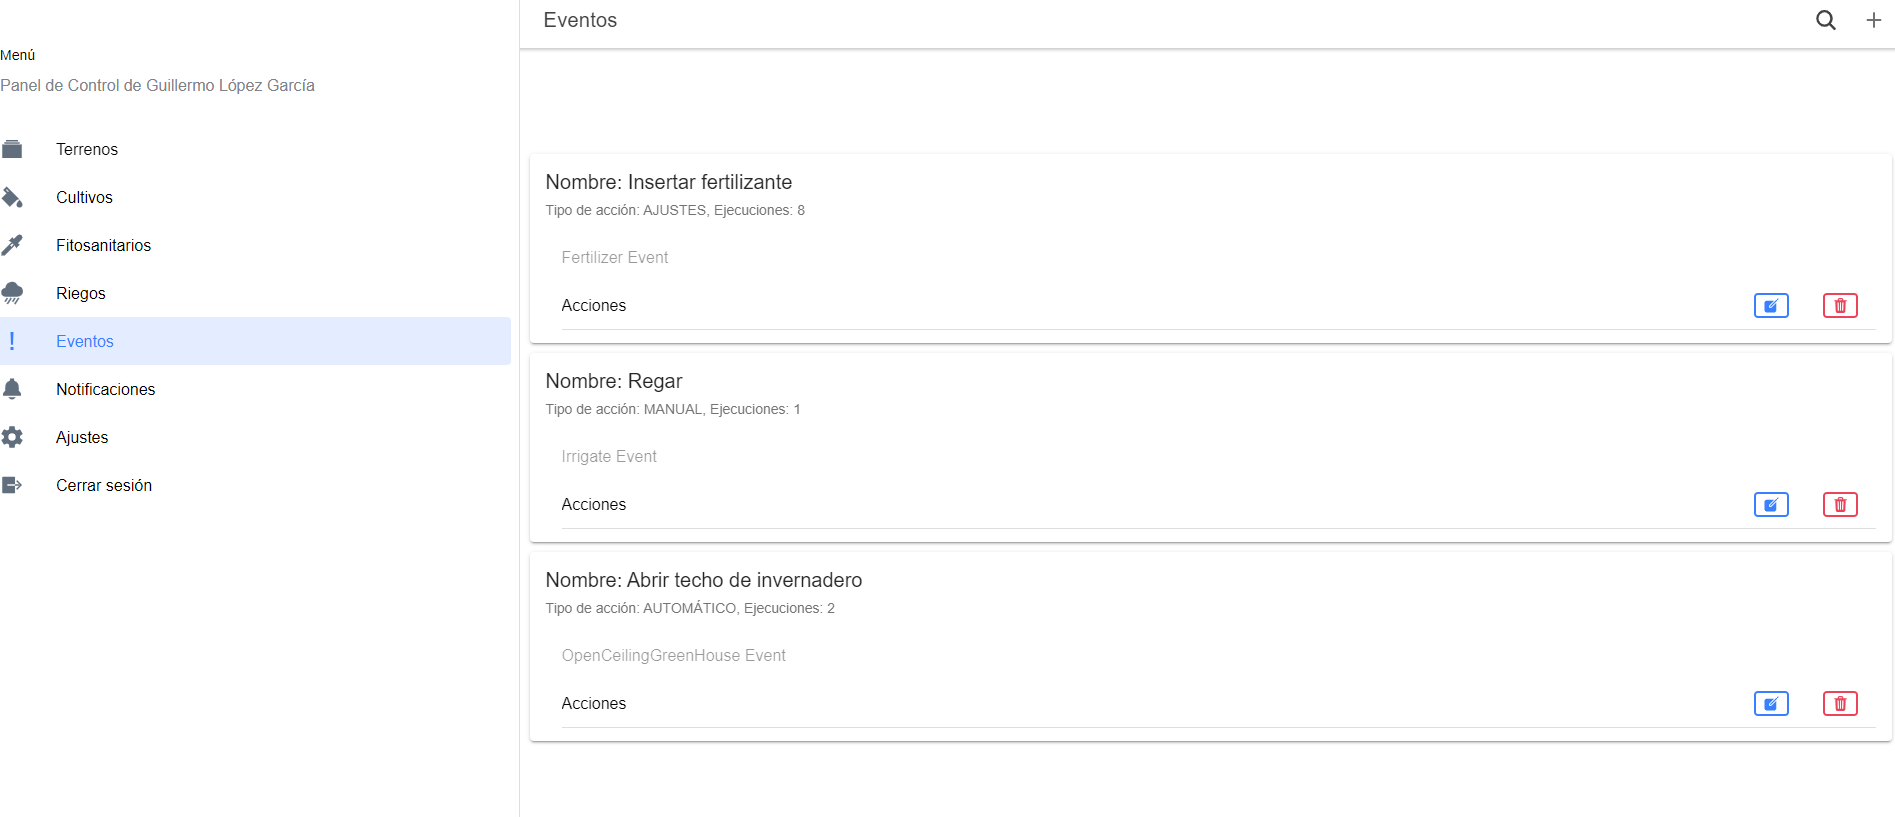 Menú
Panel de Control de Guillermo López García
Terrenos
Cultivos
Fitosanitarios
Riegos
Eventos
Notificaciones
Ajustes
Cerrar sesión
Eventos
Nombre: Insertar fertilizante
Tipo de acción: AJUSTES, Ejecuciones: 8
Fertilizer Event
Acciones
Nombre: Regar
Tipo de acción: MANUAL, Ejecuciones: 1
Irrigate Event
Acciones
Nombre: Abrir techo de invernadero
Tipo de acción: AUTOMÁTICO, Ejecuciones: 2
OpenCeilingGreenHouse Event
Acciones